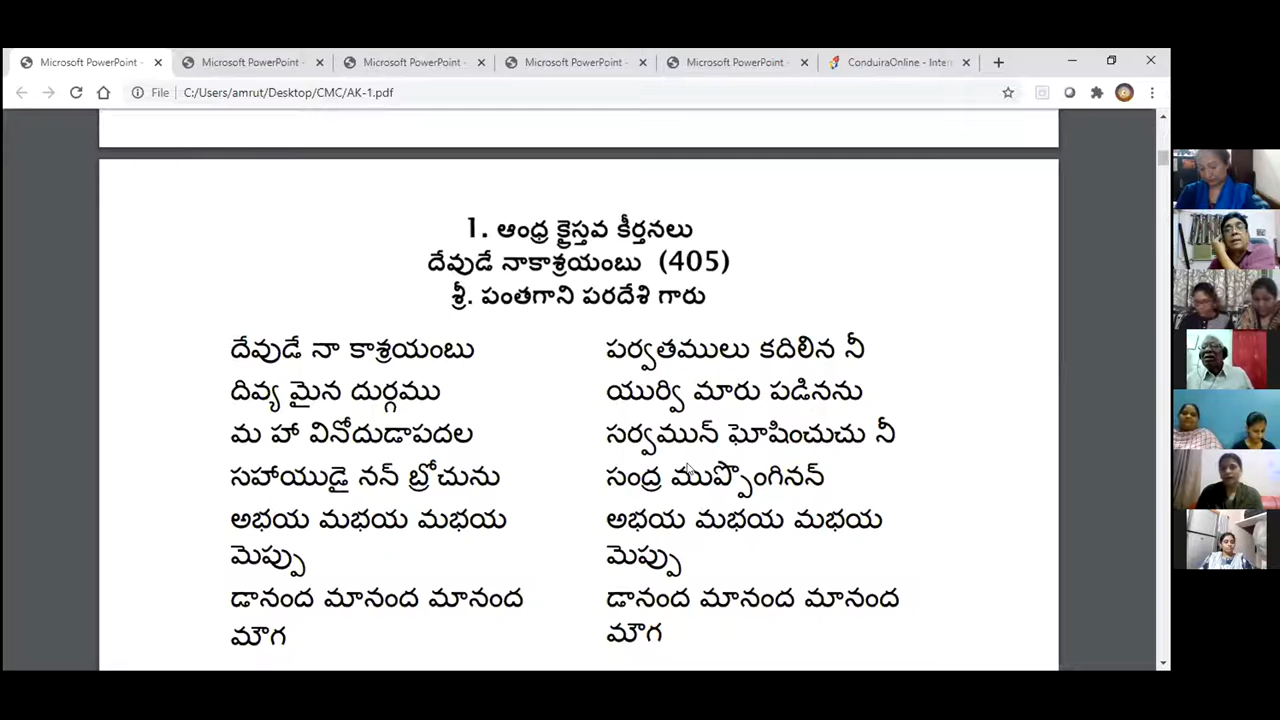 Microsoft PowerPoint - Microsoft PowerPoint - Microsoft PowerPoint - Microsoft PowerPoint - Microsoft PowerPoint - ConduiraOnline - Inter
File C:/Users/amrut/Desktop/CMC/AK-1.pdf
1. ఆంధ్ర క్రైస్తవ కీర్తనలు
దేవుడే నాకాశ్రయంబు (405)
శ్రీ. పంతగాని పరదేశి గారు
దేవుడే నా కాశ్రయంబు
దివ్య మైన దుర్గము
మ హా వినోదుడాపదల
సహాయుడై నన్ బ్రోచును
అభయ మభయ మభయ
మెప్పు
డానంద మానంద మానంద
మౌగ
పర్వతములు కదిలిన నీ
యుర్వి మారు పడినను
సర్వమున్ ఘోషించుచు నీ
సంద్ర ముప్పొంగినన్
అభయ మభయ మభయ
మెప్పు
డానంద మానంద మానంద
మౌగ